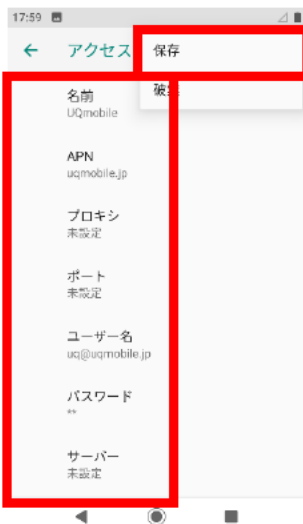 17:59
アクセス
保存
名前
UQmobile
APN
uqmobile.jp
プロキシ
未設定
ポート
未設定
ユーザー名
uq@uqmobile.jp
パスワード
**
サーバー
未設定